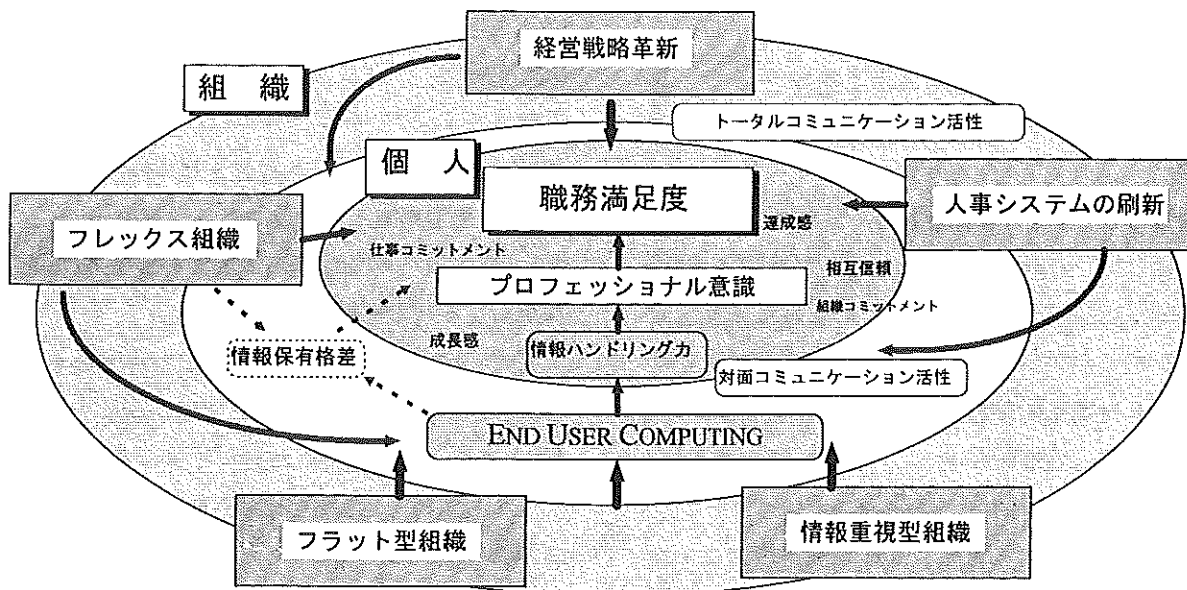 経営戦略革新
組 織
トータルコミュニケーション活性
個 人
職務満足度
人事システムの刷新
達成感
フレックス組織
仕事コミットメント
相互信頼
プロフェッショナル意識
組織コミットメント
成長感
情報ハンドリング力
情報保有格差
対面コミュニケーション活性
END USER COMPUTING
フラット型組織
情報重視型組織